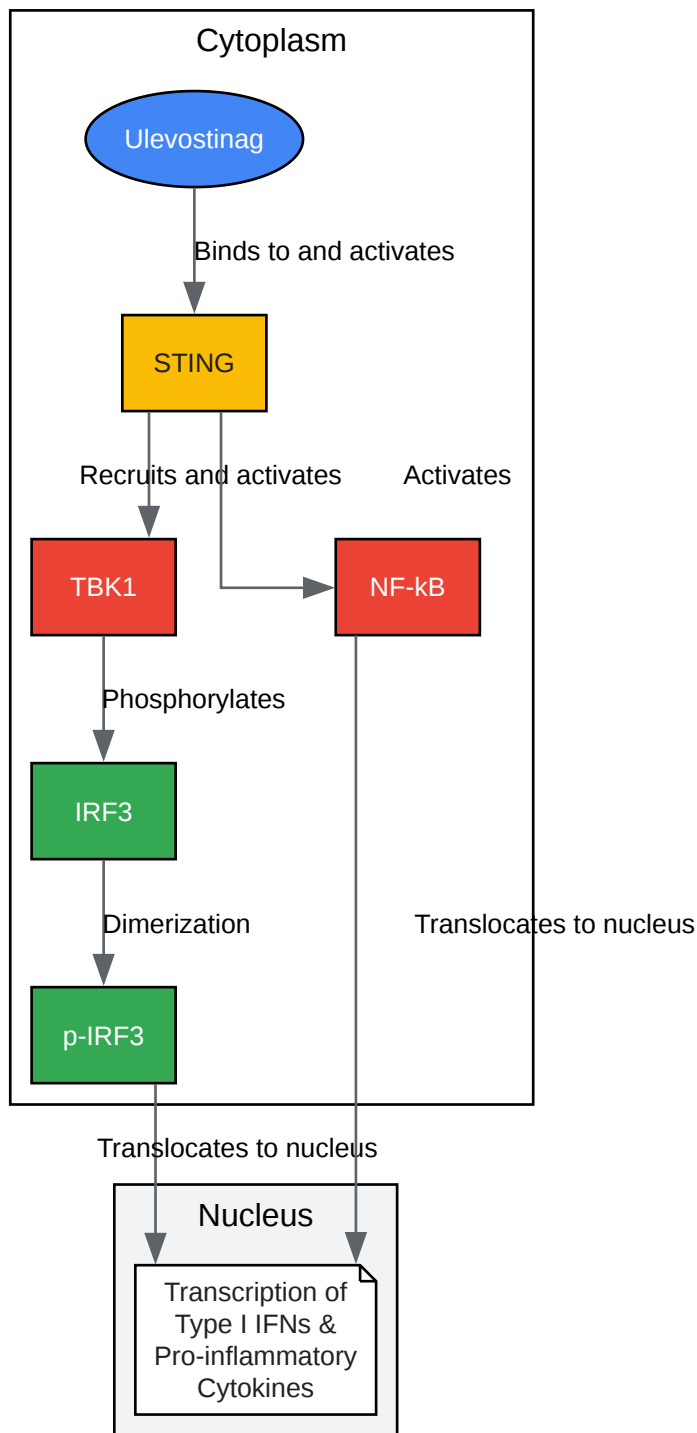 Cytoplasm
Ulevostinag
Binds to and activates
STING
Recruits and activates
Activates
TBK1
NF-kB
Phosphorylates
IRF3
Dimerization
Translocates to nucleus
p-IRF3
Translocates to nucleus
Nucleus
Transcription of
Type I IFNs &
Pro-inflammatory
Cytokines